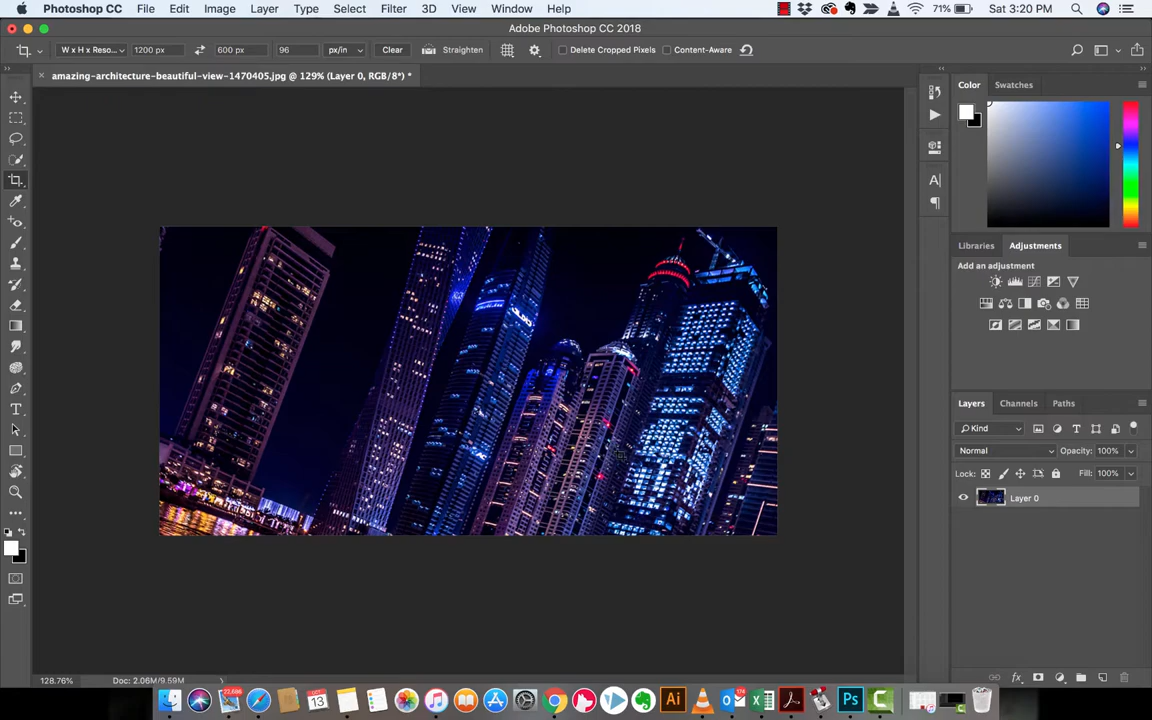 Photoshop CC File Edit Image Layer Type Select Filter 3D View Window Help 71% Sat 3:20 PM
Adobe Photoshop CC 2018
W x H x Reso... 1200 px 600 px 96 px/in Clear Straighten Delete Cropped Pixels Content-Aware
amazing-architecture-beautiful-view-1470405.jpg @ 129% (Layer 0, RGB/8*) *
Color Swatches
Libraries Adjustments
Add an adjustment
Layers Channels Paths
Kind
Normal Opacity: 100%
Lock: Fill: 100%
Layer 0
128.76% Doc: 2.06M/9.59M